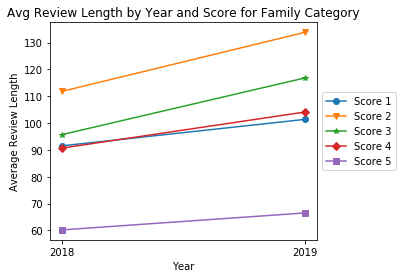 Avg Review Length by Year and Score for Family Category
Average Review Length
130
120
110
100
90
80
70
60
2018
2019
Year
Score 1
Score 2
Score 3
Score 4
Score 5